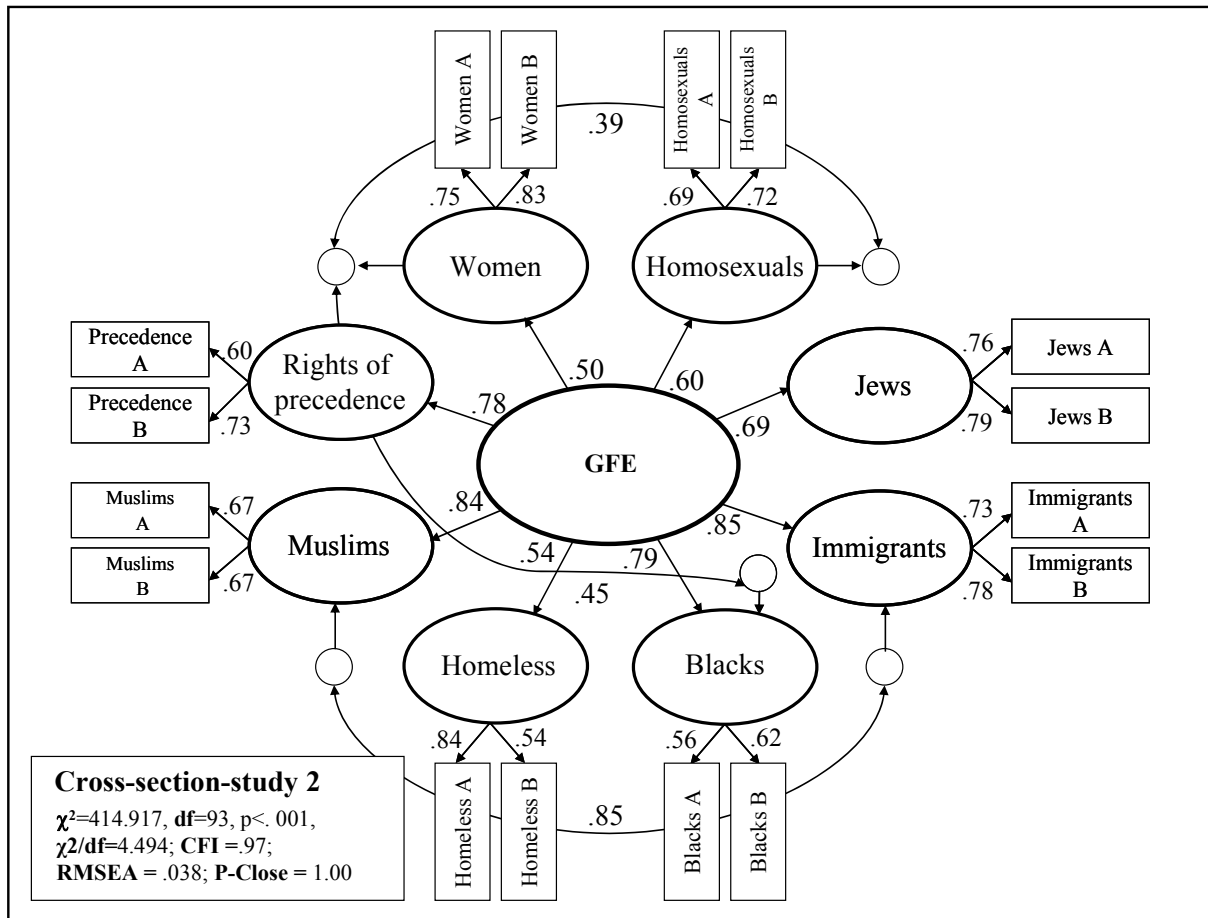 Women A
Women B
Homosexuals
A
Homosexuals
B
.39
.75
.83
.69
.72
Women
Homosexuals
Precedence
A
.60
Precedence
B
.73
Rights of
precedence
.50
.60
.78
.69
Jews
.76
Jews A
.79
Jews B
GFE
Muslims
A
.67
Muslims
B
.67
Muslims
.84
.54
.79
.85
.45
Immigrants
.73
Immigrants
A
.78
Immigrants
B
Homeless
Blacks
.84
.54
.56
.62
Homeless A
Homeless B
.85
Blacks A
Blacks B
Cross-section-study 2
χ²=414.917, df=93, p<. 001,
χ2/df=4.494; CFI =.97;
RMSEA = .038; P-Close = 1.00